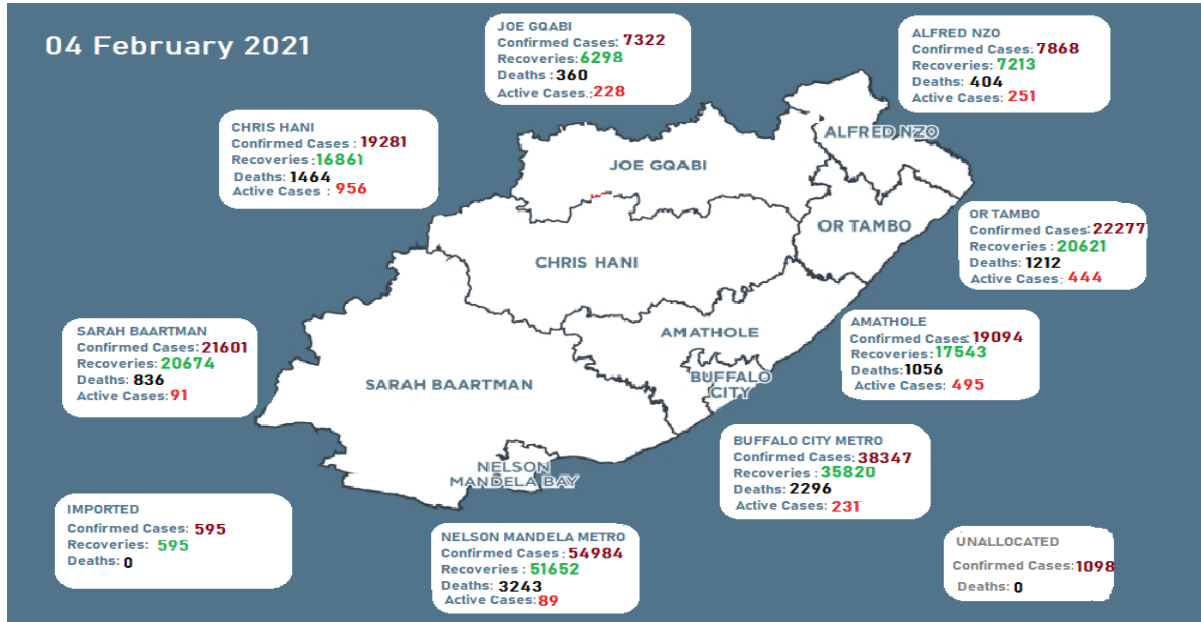 04 February 2021
JOE GQABI
Confirmed Cases: 7322
Recoveries: 6298
Deaths : 360
Active Cases .: 228
ALFRED NZO
Confirmed Cases: 7868
Recoveries: 7213
Deaths: 404
Active Cases: 251
CHRIS HANI
Confirmed Cases : 19281
Recoveries :16861
Deaths: 1464
Active Cases : 956
ALFRED NZO
JOE GQABI
OR TAMBO
CHRIS HANI
OR TAMBO
Confirmed Cases: 22277
Recoveries : 20621
Deaths: 1212
Active Cases: 444
SARAH BAARTMAN
Confirmed Cases: 21601
Recoveries: 20674
Deaths: 836
Active Cases: 91
AMATHOLE
BUFFALO
CITY
SARAH BAARTMAN
AMATHOLE
Confirmed Cases: 19094
Recoveries: 17543
Deaths:1056
Active Cases: 495
NELSON
MANDELA BAY
BUFFALO CITY METRO
Confirmed Cases: 38347
Recoveries : 35820
Deaths: 2296
Active Cases: 231
IMPORTED
Confirmed Cases: 595
Recoveries: 595
Deaths: 0
NELSON MANDELA METRO
Confirmed Cases : 54984
Recoveries : 51652
Deaths: 3243
Active Cases: 89
UNALLOCATED
Confirmed Cases: 1098
Deaths: 0